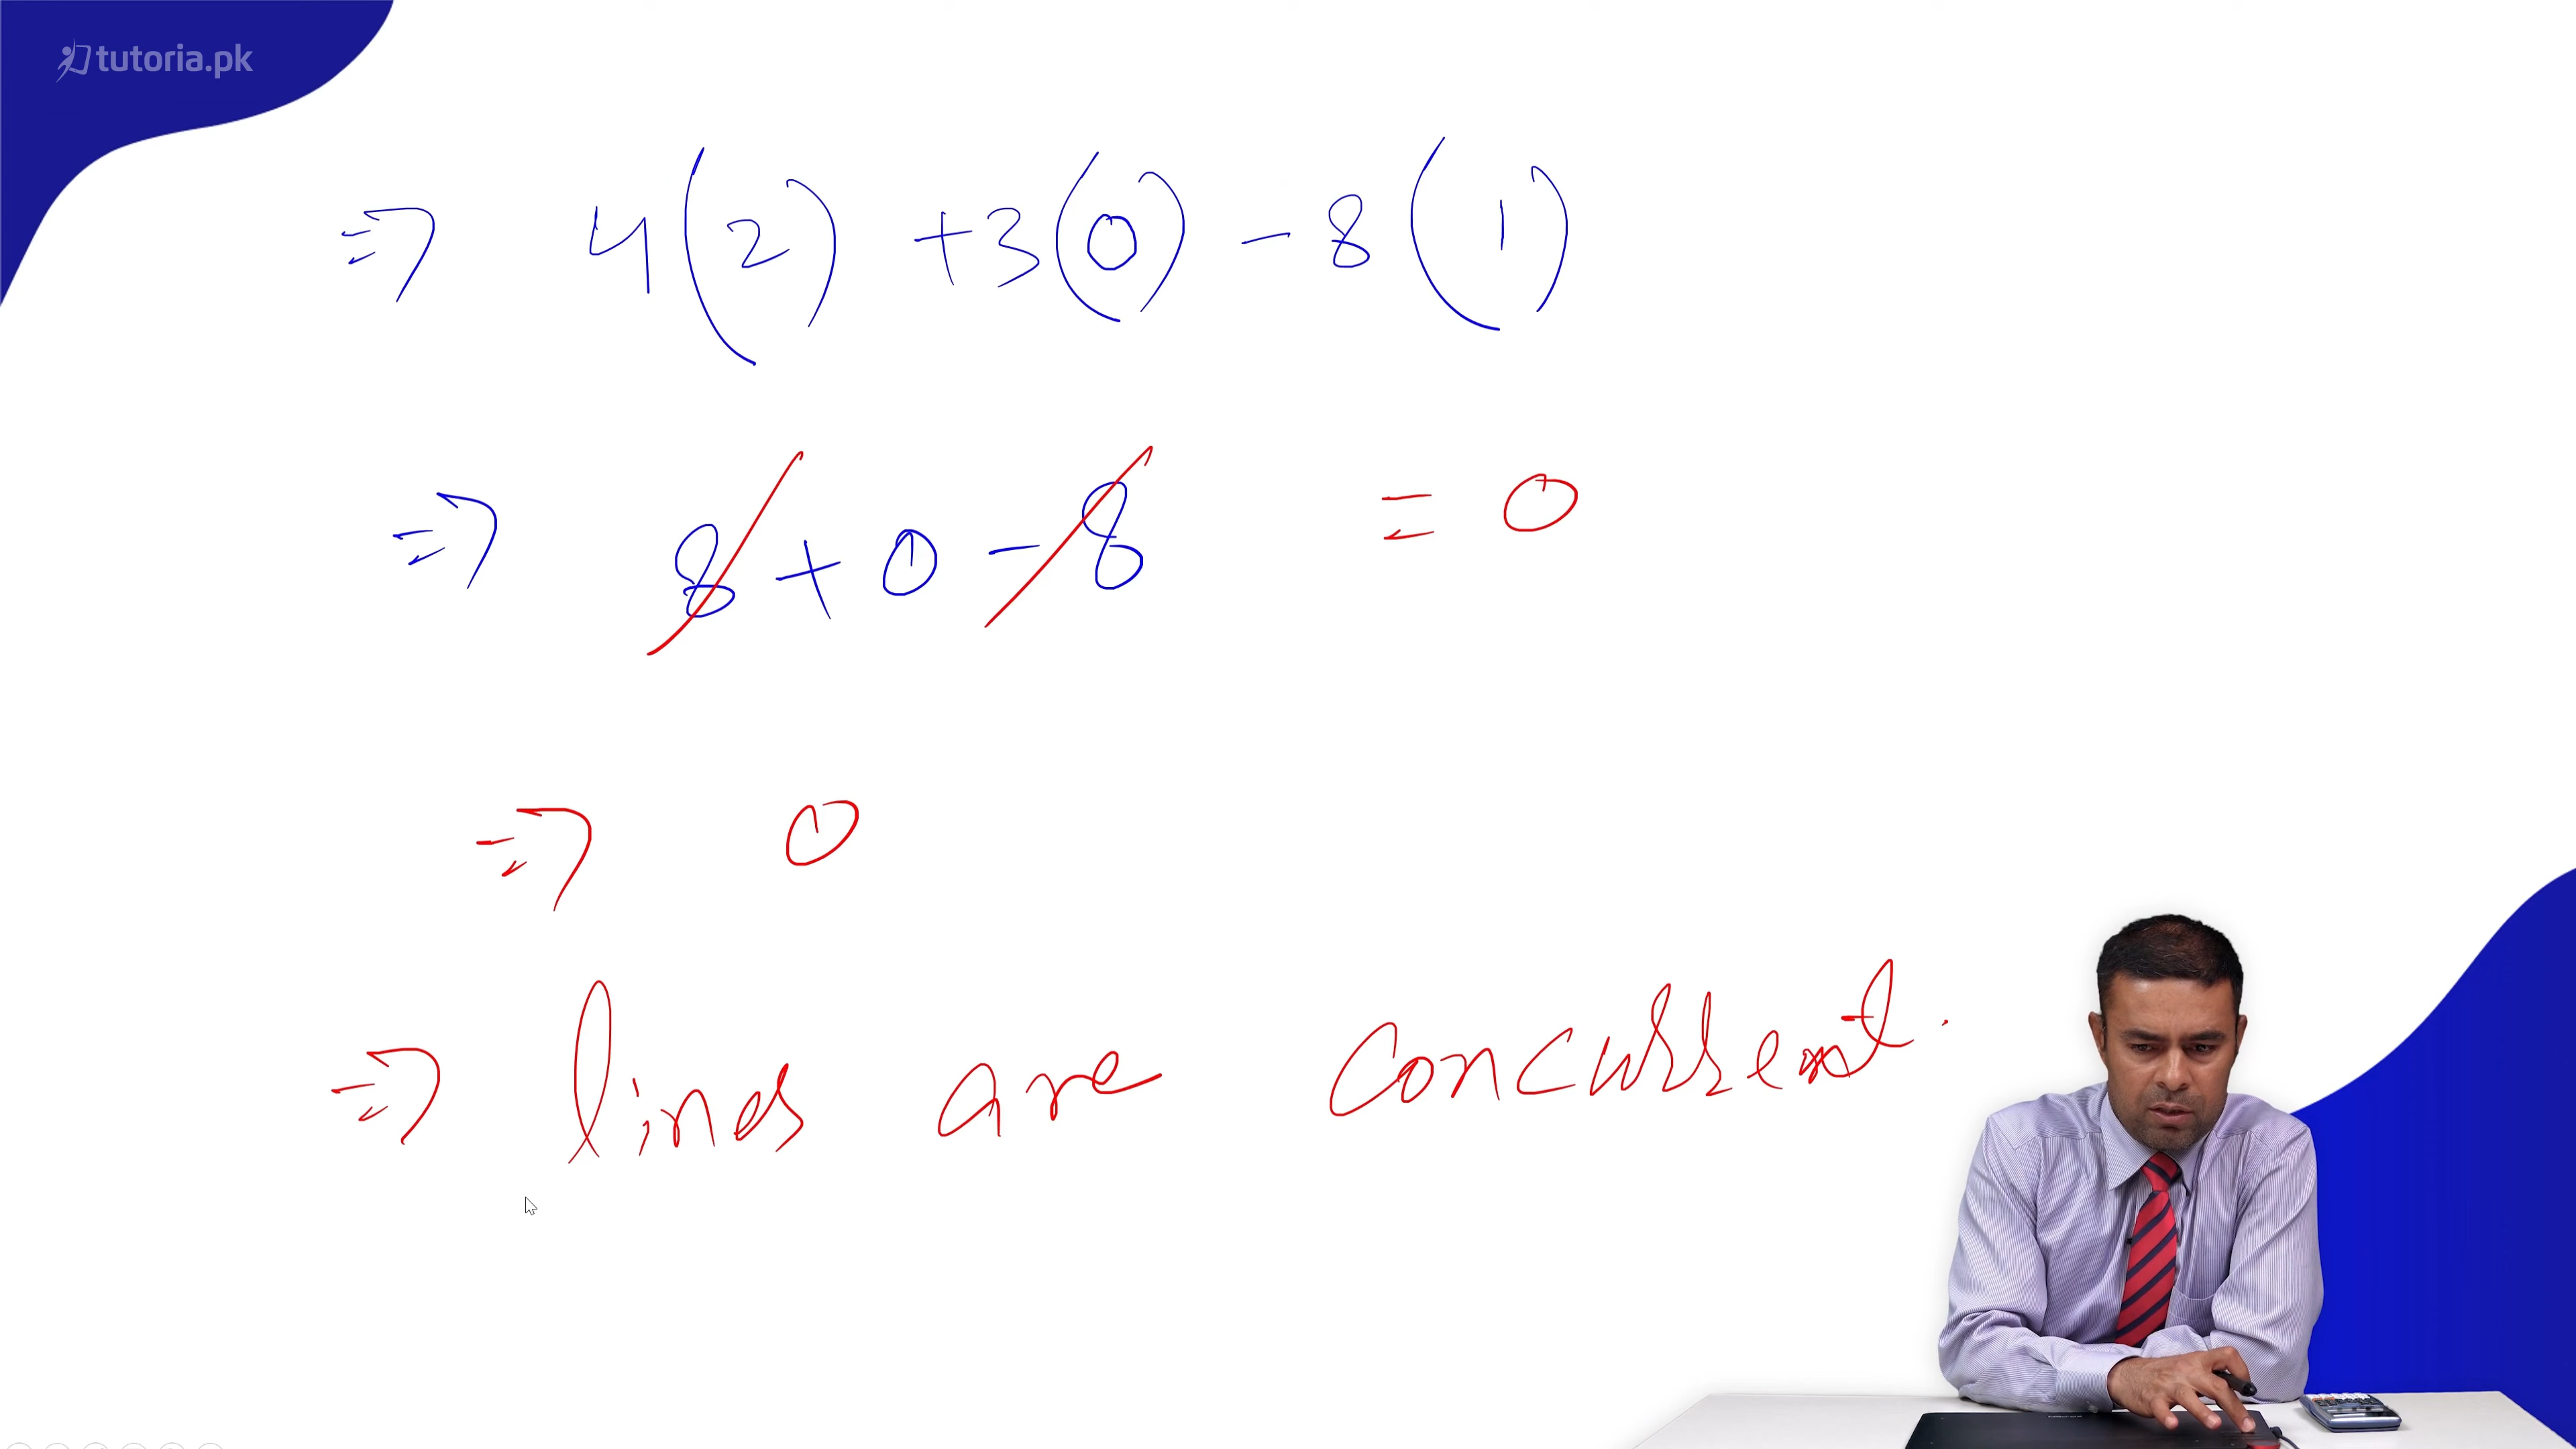 tutoria.pk
⇒ 4(2) +3(0) - 8(1)
⇒ 8 + 0 - 8 = 0
⇒ 0
⇒ lines are concurrent.